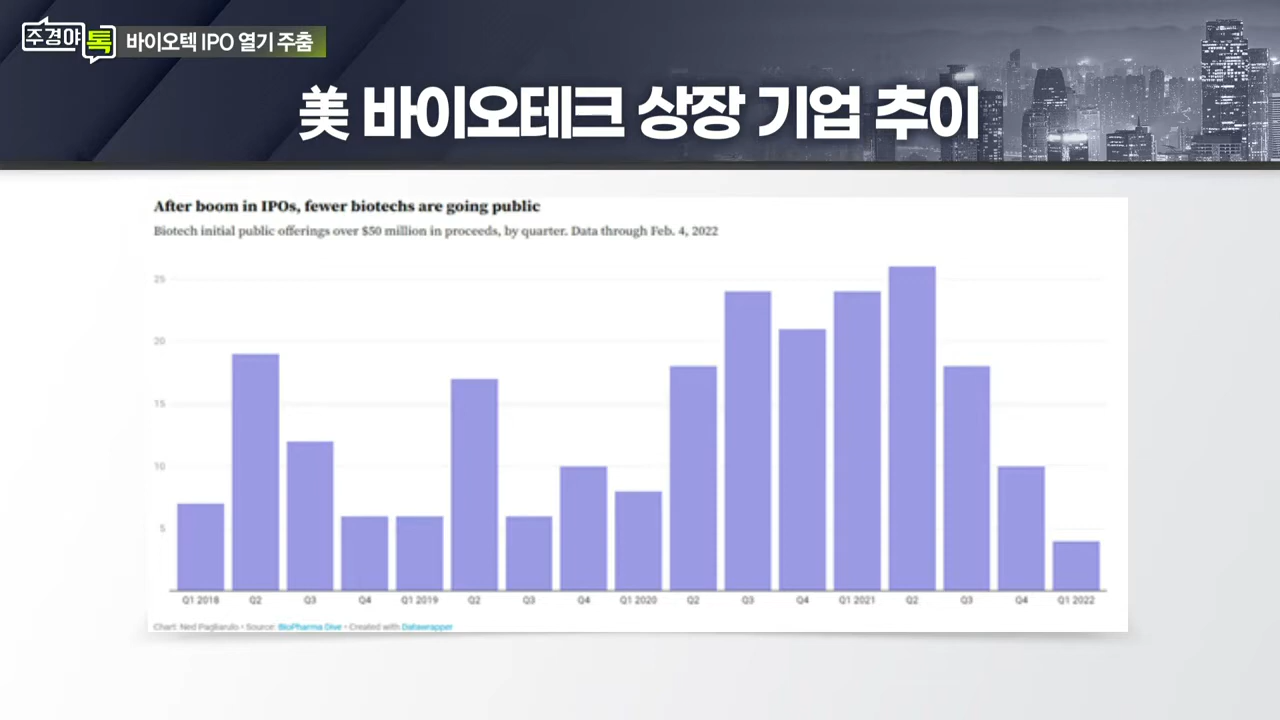 주경야톡 바이오텍 IPO 열기 주춤
美 바이오테크 상장 기업 추이
After boom in IPOs, fewer biotechs are going public
Biotech initial public offerings over $50 million in proceeds, by quarter. Data through Feb. 4, 2022
25
20
15
10
5
Q1 2018 Q2 Q3 Q4 Q1 2019 Q2 Q3 Q4 Q1 2020 Q2 Q3 Q4 Q1 2021 Q2 Q3 Q4 Q1 2022
Chart: Ned Pagliarulo • Source: BioPharma Dive • Created with Datawrapper